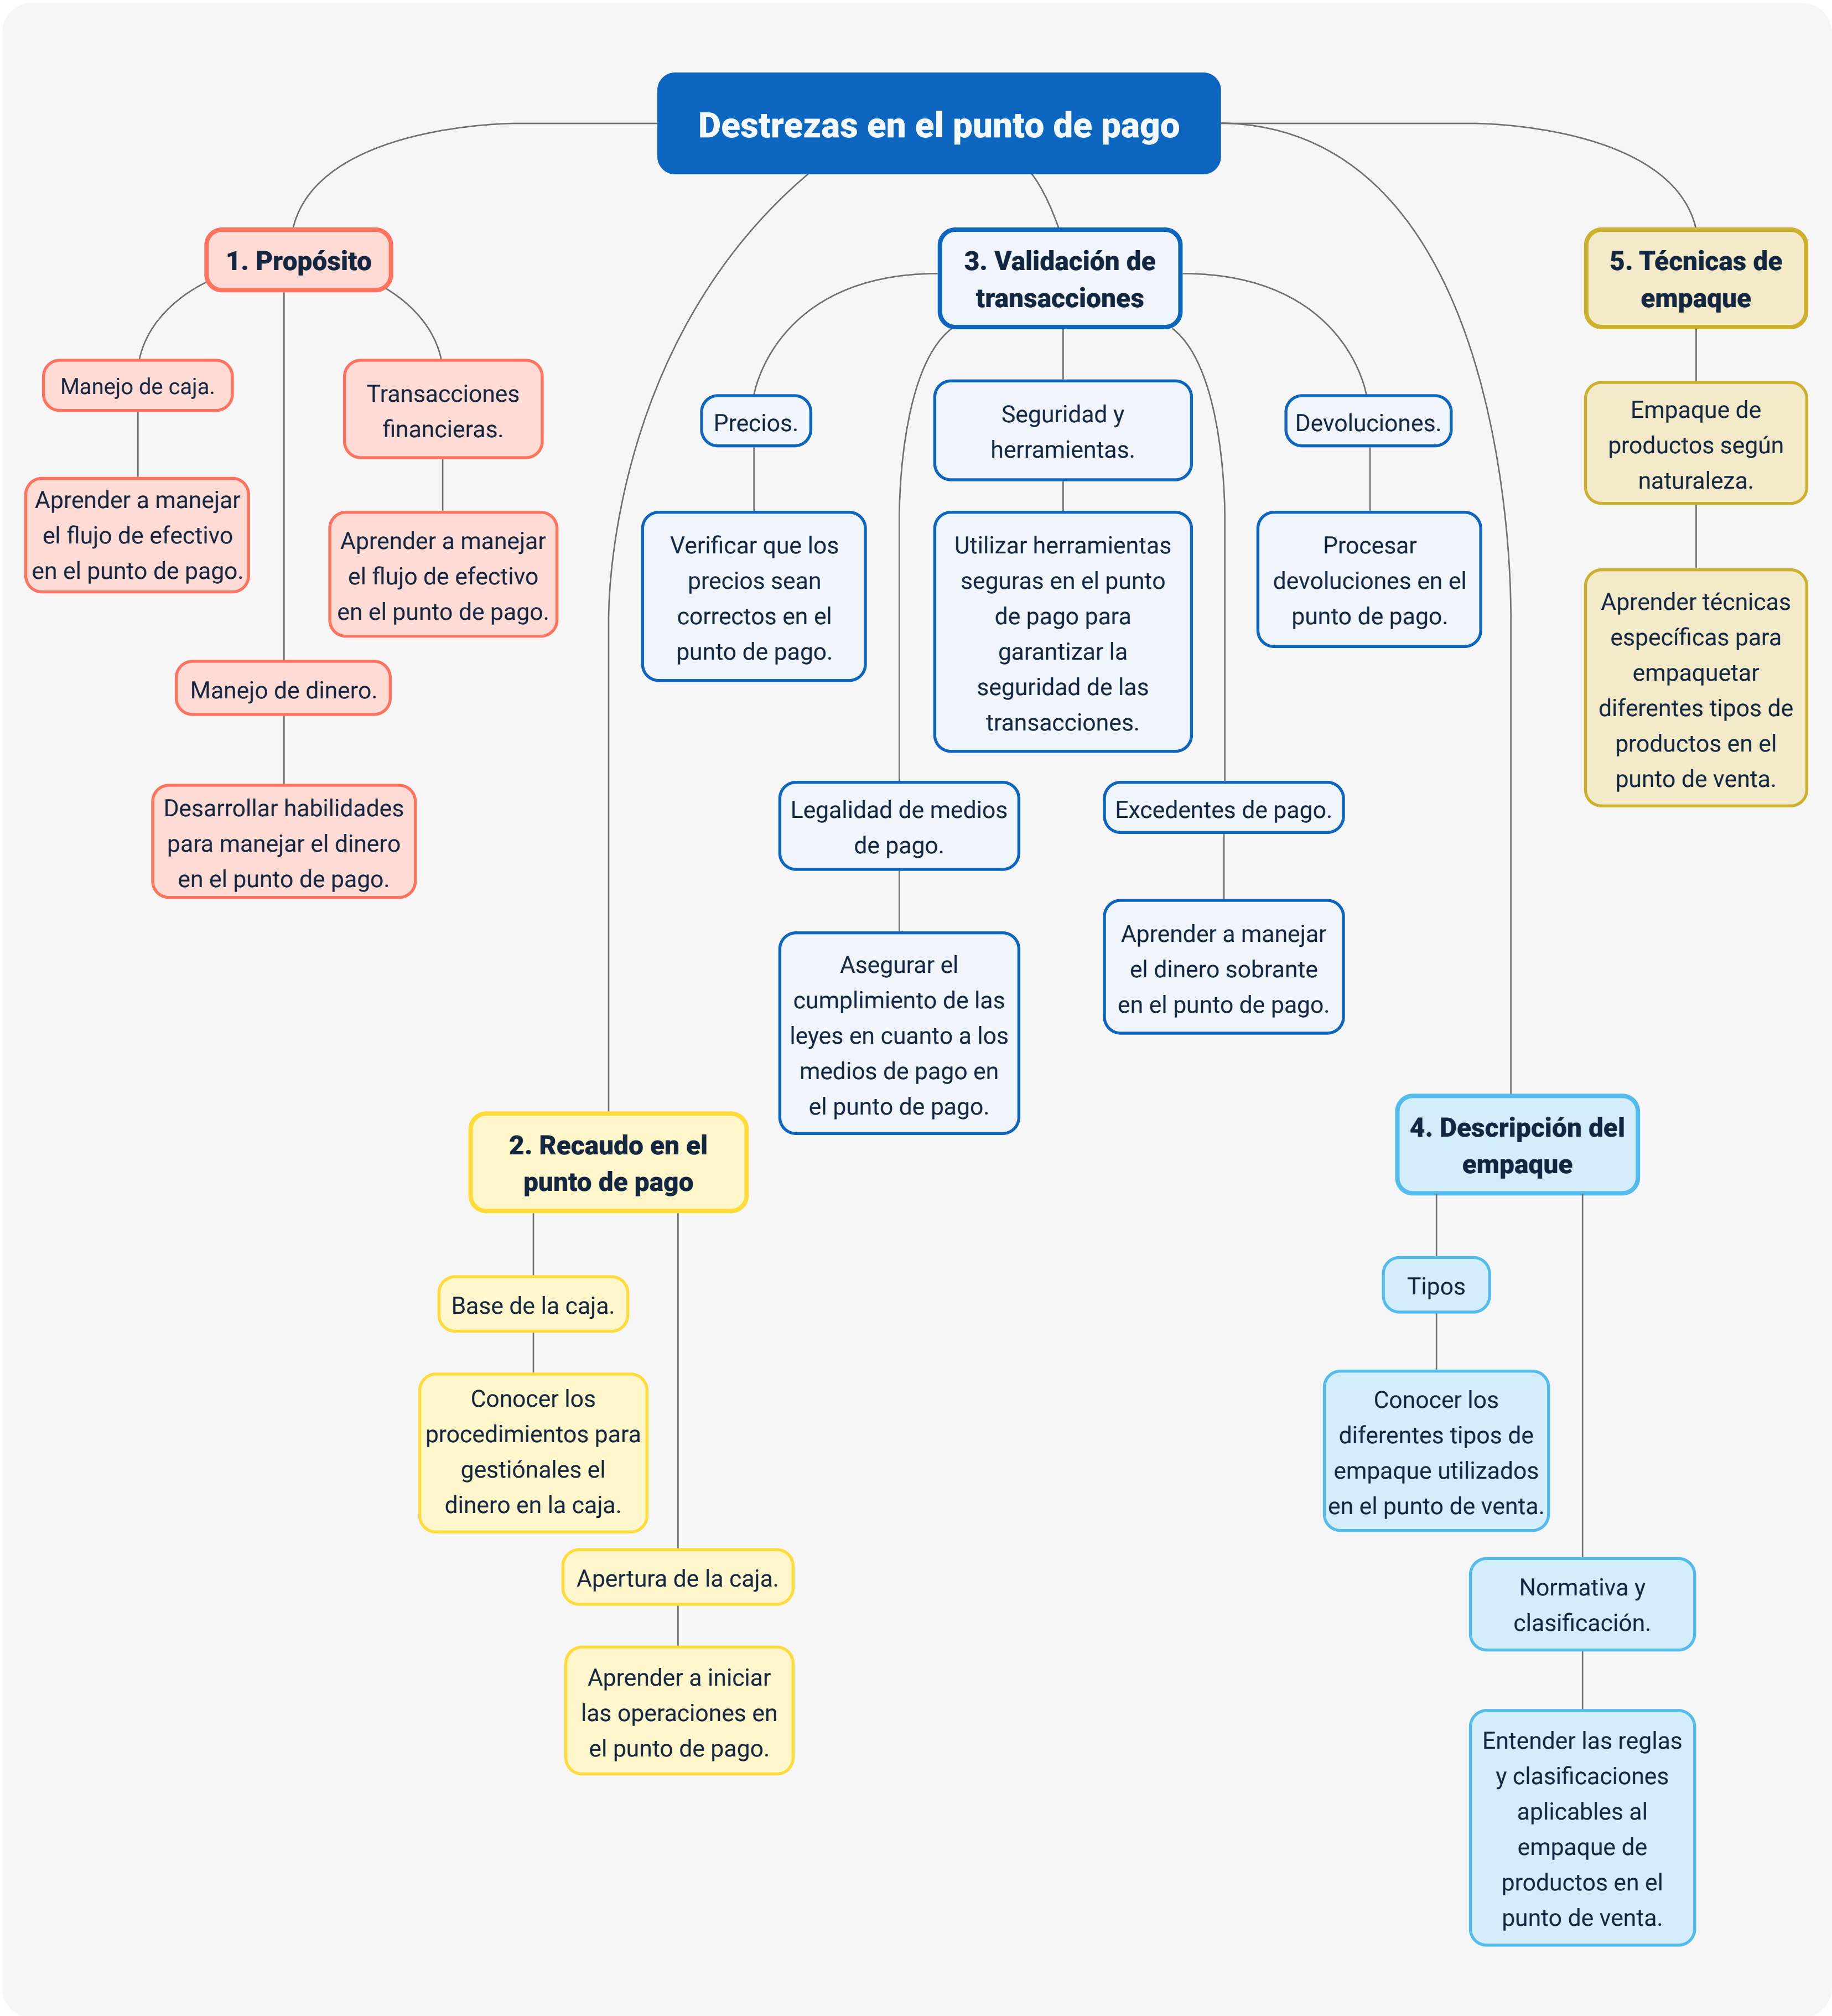 Destrezas en el punto de pago
1. Propósito
Manejo de caja.
Aprender a manejar
el flujo de efectivo
en el punto de pago.
Transacciones
financieras.
Aprender a manejar
el flujo de efectivo
en el punto de pago.
Manejo de dinero.
Desarrollar habilidades
para manejar el dinero
en el punto de pago.
2. Recaudo en el
punto de pago
Base de la caja.
Conocer los
procedimientos para
gestiónales el
dinero en la caja.
Apertura de la caja.
Aprender a iniciar
las operaciones en
el punto de pago.
3. Validación de
transacciones
Precios.
Verificar que los
precios sean
correctos en el
punto de pago.
Seguridad y
herramientas.
Utilizar herramientas
seguras en el punto
de pago para
garantizar la
seguridad de las
transacciones.
Devoluciones.
Procesar
devoluciones en el
punto de pago.
Legalidad de medios
de pago.
Asegurar el
cumplimiento de las
leyes en cuanto a los
medios de pago en
el punto de pago.
Excedentes de pago.
Aprender a manejar
el dinero sobrante
en el punto de pago.
4. Descripción del
empaque
Tipos
Conocer los
diferentes tipos de
empaque utilizados
en el punto de venta.
Normativa y
clasificación.
Entender las reglas
y clasificaciones
aplicables al
empaque de
productos en el
punto de venta.
5. Técnicas de
empaque
Empaque de
productos según
naturaleza.
Aprender técnicas
específicas para
empaquetar
diferentes tipos de
productos en el
punto de venta.